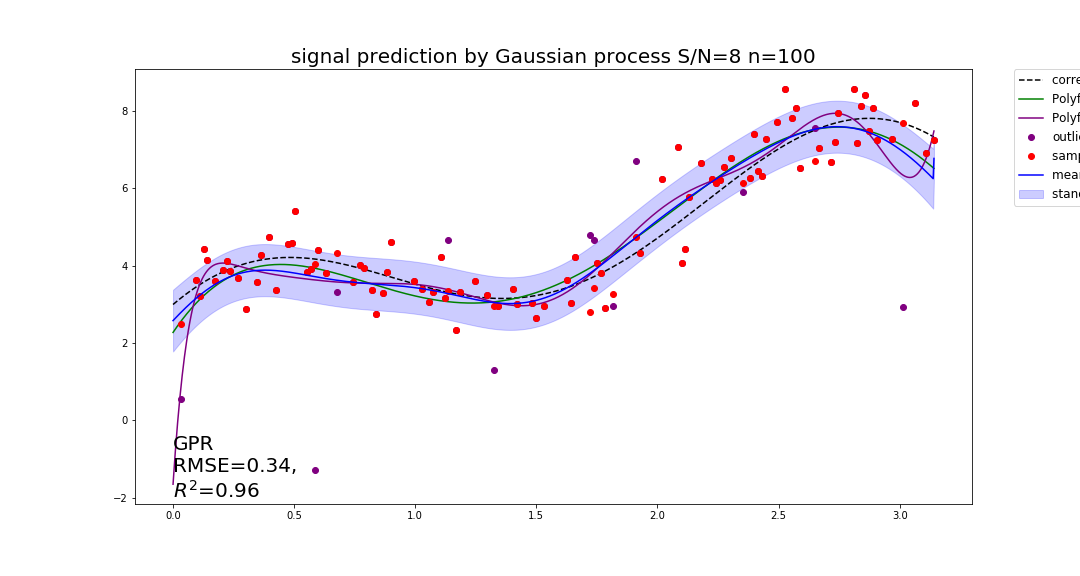 signal prediction by Gaussian process S/N=8 n=100
8
6
4
2
0
−2
0.0 0.5 1.0 1.5 2.0 2.5 3.0
GPR
RMSE=0.34,
R²=0.96
corre
Polyf
Polyf
outlie
samp
mea
stand